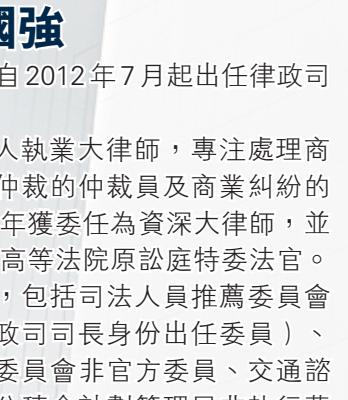 國強
自 2012 年 7 月起出任律政司
人執業大律師，專注處理商
仲裁的仲裁員及商業糾紛的
年獲委任為資深大律師，並
高等法院原訟庭特委法官。
，包括司法人員推薦委員會
政司司長身份出任委員）、
委員會非官方委員、交通諮